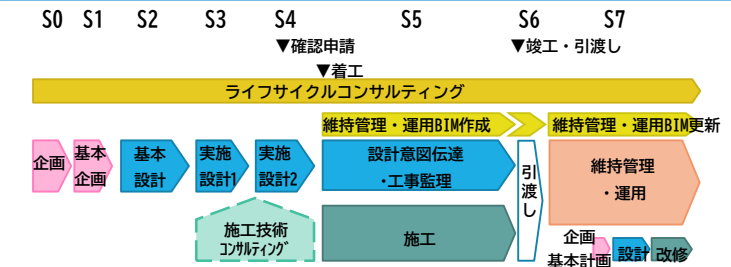 S0 S1 S2 S3 S4 S5 S6 S7
▼確認申請 ▼竣工・引渡し
▼着工
ライフサイクルコンサルティング
維持管理・運用BIM作成 維持管理・運用BIM更新
企画
基本
企画
基本
設計
実施
設計1
実施
設計2
設計意図伝達
・工事監理
引渡し
維持管理
・運用
施工技術
コンサルティング
施工
企画
基本計画
設計
改修